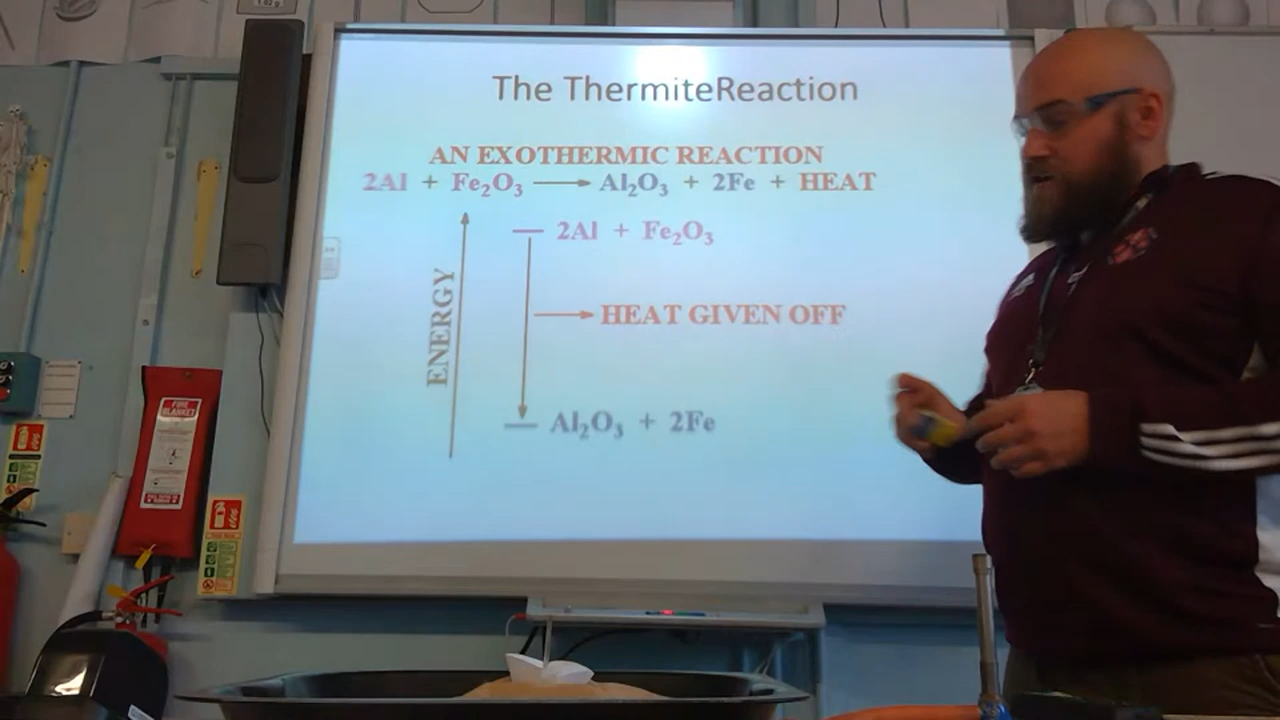 The ThermiteReaction
AN EXOTHERMIC REACTION
2Al + Fe₂O₃ ⟶ Al₂O₃ + 2Fe + HEAT
2Al + Fe₂O₃
ENERGY
HEAT GIVEN OFF
Al₂O₃ + 2Fe
FIRE
BLANKET